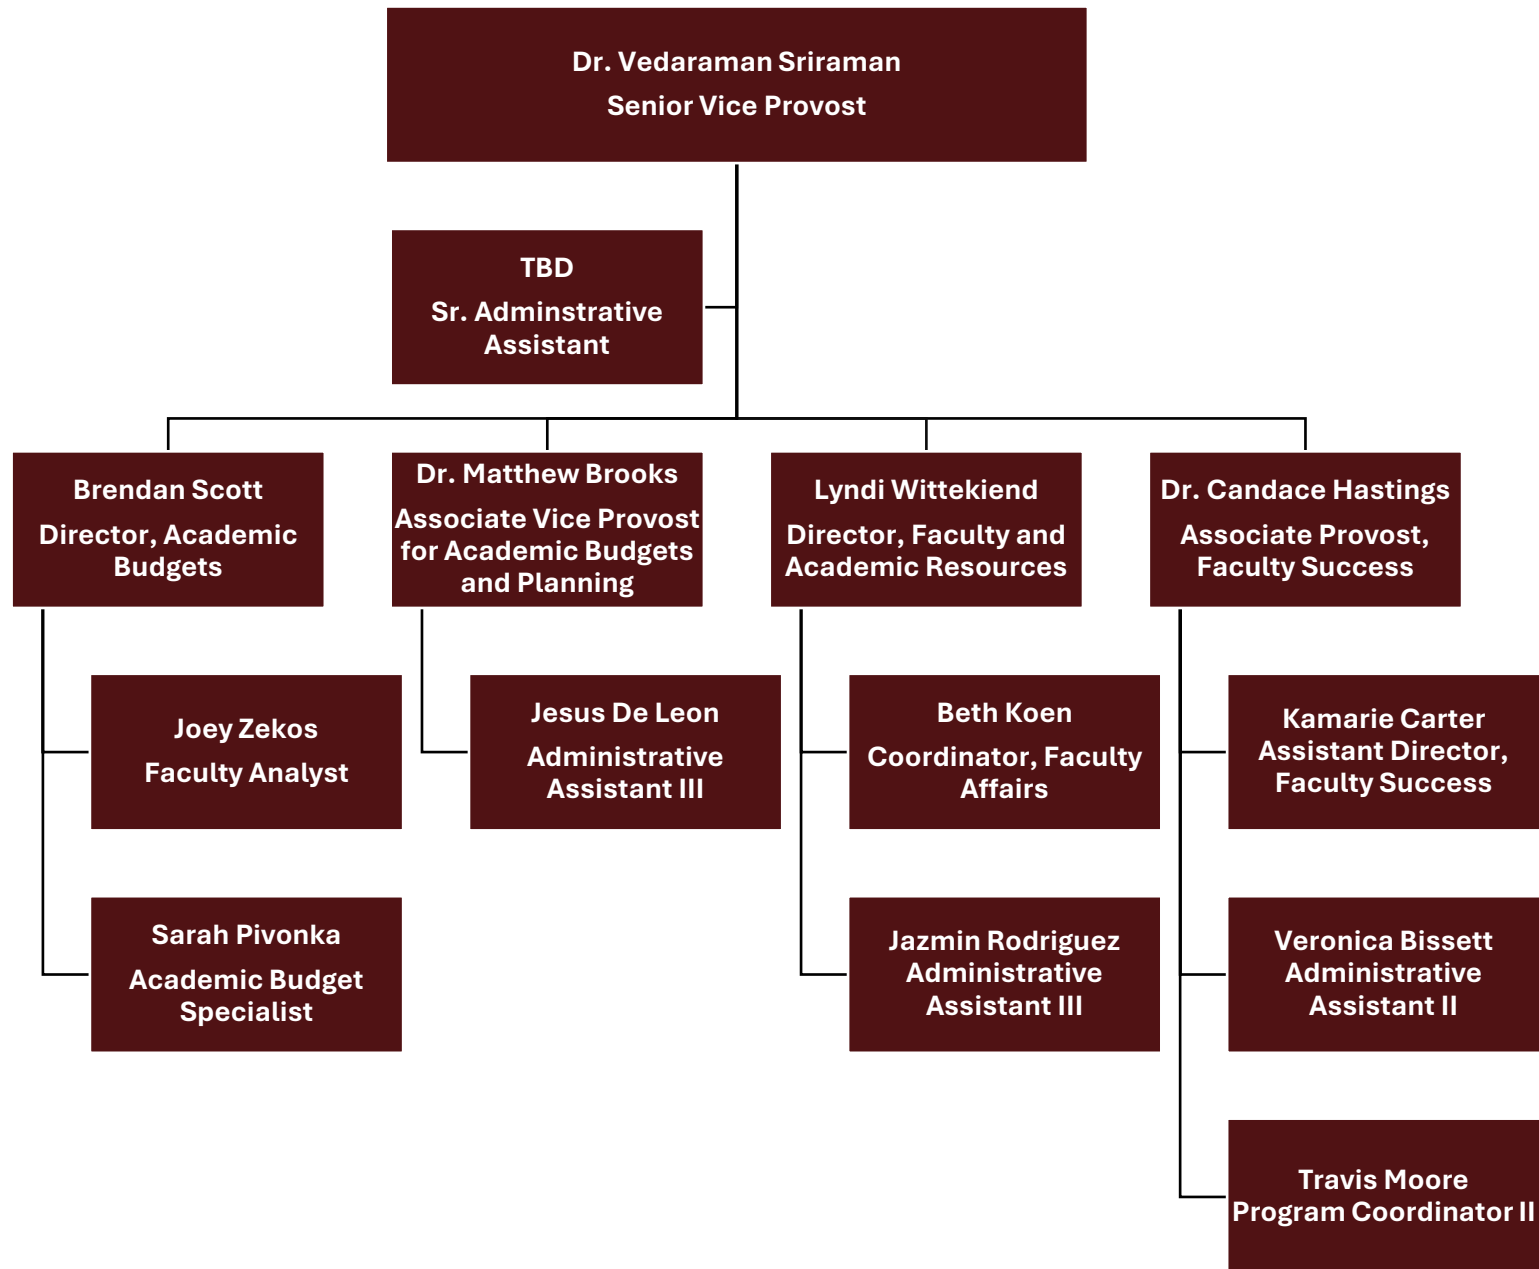 Dr. Vedaraman Sriraman
Senior Vice Provost
TBD
Sr. Adminstrative
Assistant
Brendan Scott
Director, Academic
Budgets
Dr. Matthew Brooks
Associate Vice Provost
for Academic Budgets
and Planning
Lyndi Wittekiend
Director, Faculty and
Academic Resources
Dr. Candace Hastings
Associate Provost,
Faculty Success
Joey Zekos
Faculty Analyst
Jesus De Leon
Administrative
Assistant III
Beth Koen
Coordinator, Faculty
Affairs
Kamarie Carter
Assistant Director,
Faculty Success
Sarah Pivonka
Academic Budget
Specialist
Jazmin Rodriguez
Administrative
Assistant III
Veronica Bissett
Administrative
Assistant II
Travis Moore
Program Coordinator II